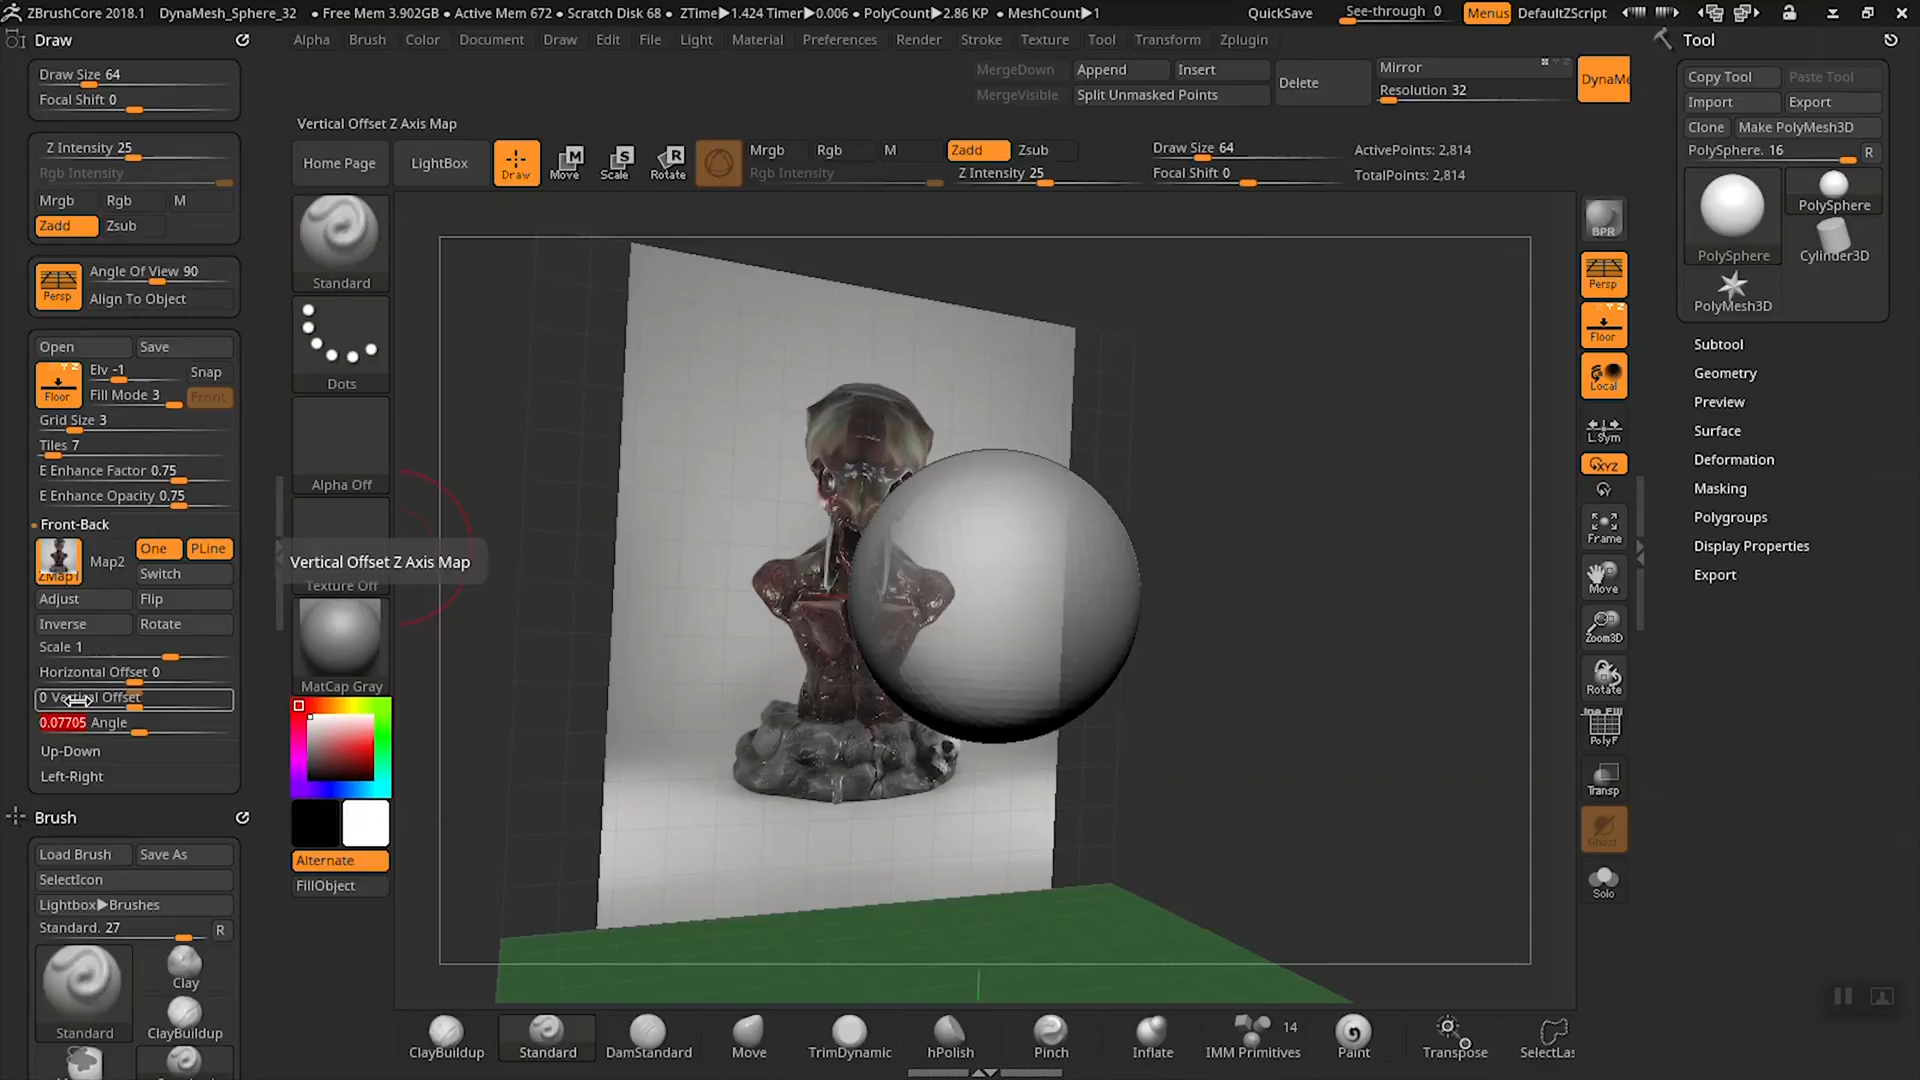 ZBrushCore 2018.1 DynaMesh_Sphere_32 • Free Mem 3.902GB • Active Mem 672 • Scratch Disk 68 • ZTime▶1.424 Timer▶0.006 • PolyCount▶2.86 KP • MeshCount▶1 QuickSave See-through 0 Menus DefaultZScript
Draw
Alpha Brush Color Document Draw Edit File Light Material Preferences Render Stroke Texture Tool Transform Zplugin
Tool
Draw Size 64
Focal Shift 0
Z Intensity 25
Rgb Intensity
Mrgb Rgb M
Zadd Zsub
Persp
Angle Of View 90
Align To Object
Open Save
Floor
Elv -1 Snap
Fill Mode 3 Front
Grid Size 3
Tiles 7
E Enhance Factor 0.75
E Enhance Opacity 0.75
Front-Back
ZMap1 Map2 One PLine
Switch
Adjust Flip
Inverse Rotate
Scale 1
Horizontal Offset 0
0 Vertical Offset
0.07705 Angle
Up-Down
Left-Right
Brush
Load Brush Save As
SelectIcon
Lightbox▶Brushes
Standard. 27 R
Standard
Clay
ClayBuildup
MergeDown Append Insert
MergeVisible Split Unmasked Points
Delete
Mirror
Resolution 32
DynaMe
Vertical Offset Z Axis Map
Home Page LightBox Draw Move Scale Rotate
Mrgb Rgb M Zadd Zsub
Rgb Intensity Z Intensity 25
Draw Size 64
Focal Shift 0
ActivePoints: 2,814
TotalPoints: 2,814
Standard
Dots
Alpha Off
Vertical Offset Z Axis Map
Texture Off
MatCap Gray
Alternate
FillObject
BPR
Persp
Floor
Local
L.Sym
XYZ
Frame
Move
Zoom3D
Rotate
PolyF
Transp
Ghost
Solo
Copy Tool Paste Tool
Import Export
Clone Make PolyMesh3D
PolySphere. 16 R
PolySphere
PolySphere
Cylinder3D
PolyMesh3D
Subtool
Geometry
Preview
Surface
Deformation
Masking
Polygroups
Display Properties
Export
ClayBuildup Standard DamStandard Move TrimDynamic hPolish Pinch Inflate IMM Primitives 14 Paint Transpose SelectLas